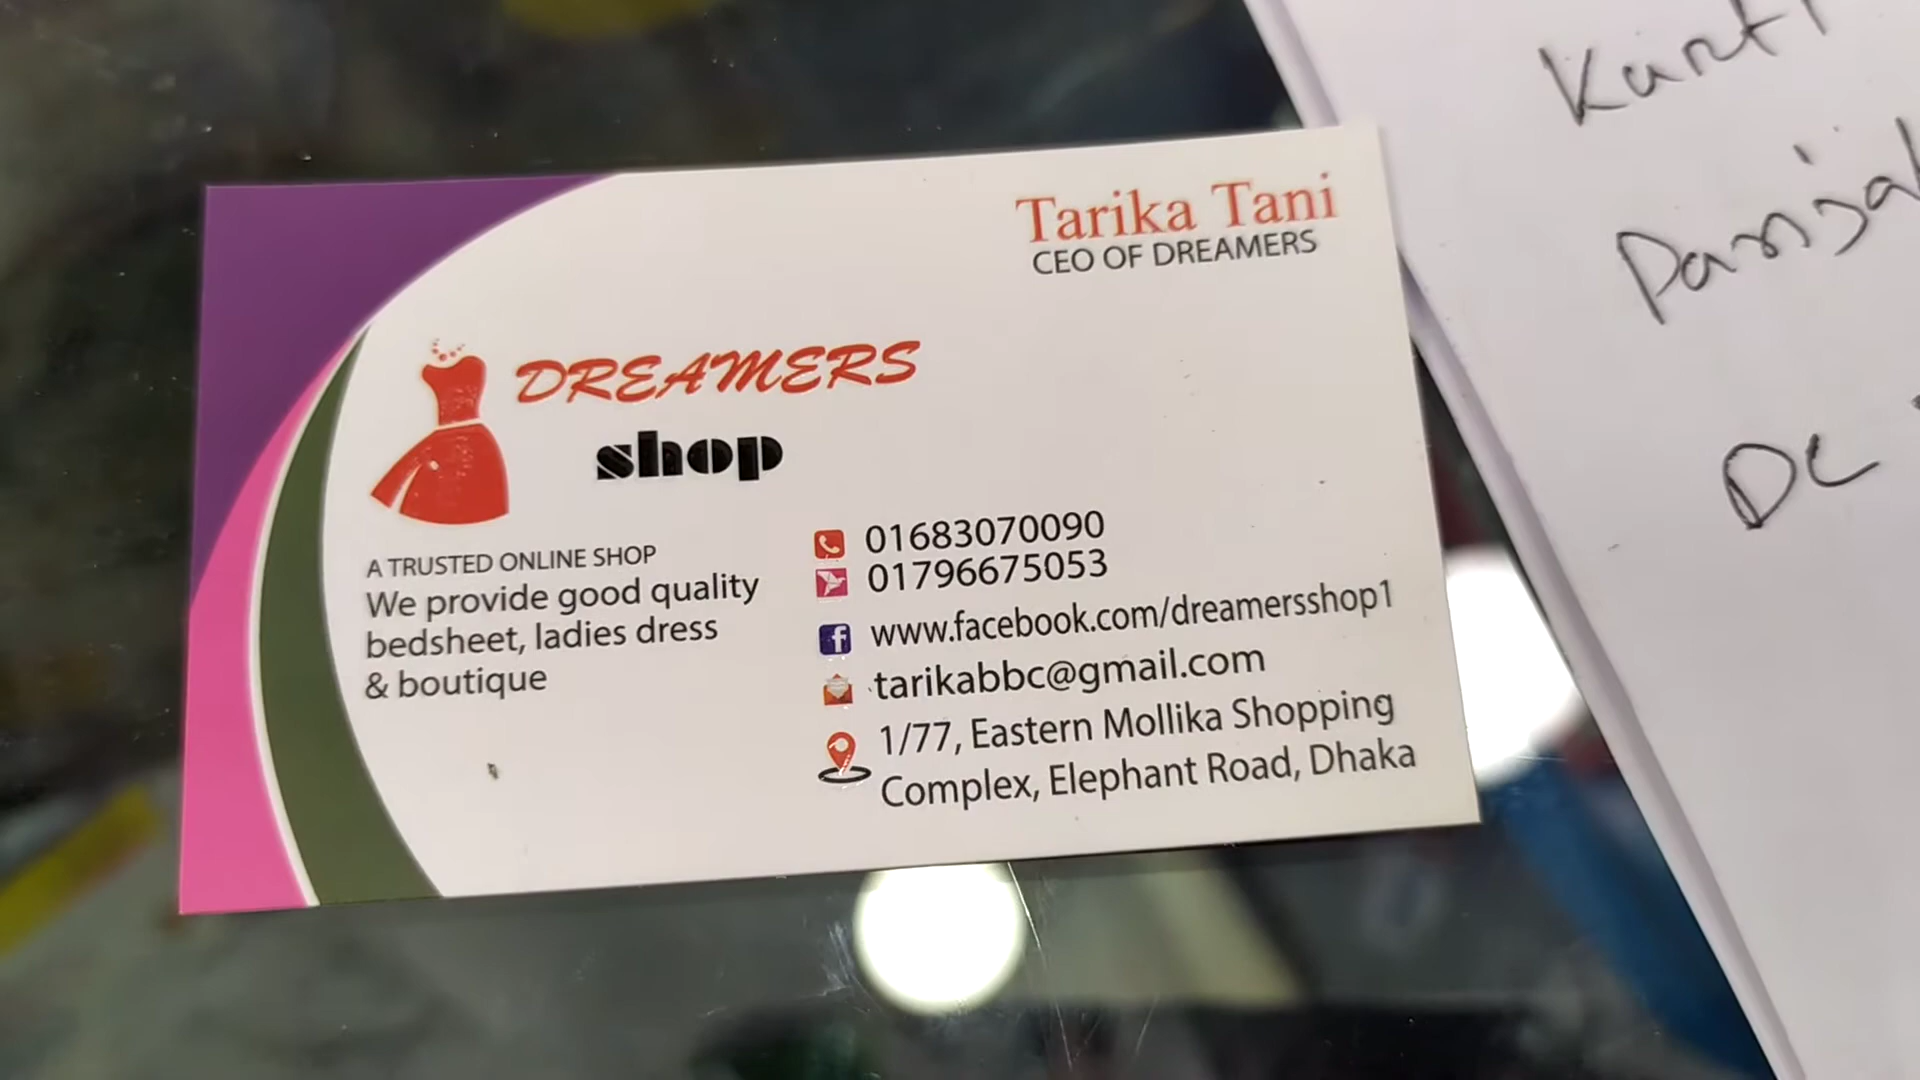 Tarika Tani
CEO OF DREAMERS
DREAMERS
shop
A TRUSTED ONLINE SHOP
We provide good quality
bedsheet, ladies dress
& boutique
01683070090
01796675053
www.facebook.com/dreamersshop1
tarikabbc@gmail.com
1/77, Eastern Mollika Shopping
Complex, Elephant Road, Dhaka
DC